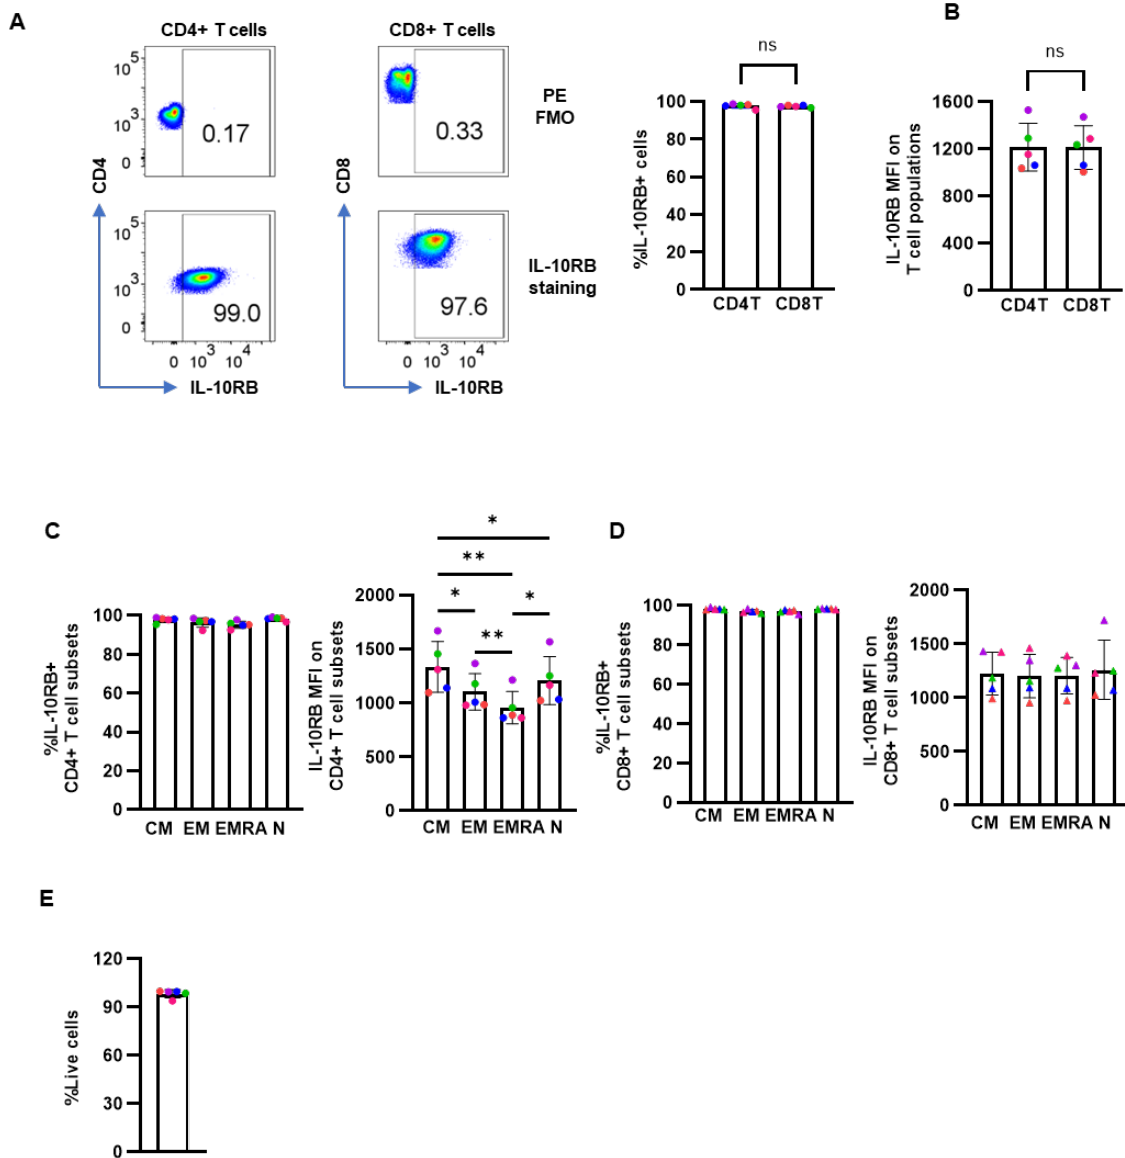 A
CD4+ T cells
CD8+ T cells
10 5
10 3
0
CD4
0.17
CD8
0.33
PE
FMO
10 5
10 3
0
99.0
0 10 3 10 4
IL-10RB
97.6
0 10 3 10 4
IL-10RB
IL-10RB
staining
ns
%IL-10RB+ cells
100
80
60
40
20
0
CD4T CD8T
B
ns
IL-10RB MFI on
T cell populations
1600
1200
800
400
0
CD4T CD8T
C
%IL-10RB+
CD4+ T cell subsets
100
80
60
40
20
0
CM EM EMRA N
*
**
*
*
**
IL-10RB MFI on
CD4+ T cell subsets
2000
1500
1000
500
0
CM EM EMRA N
D
%IL-10RB+
CD8+ T cell subsets
100
80
60
40
20
0
CM EM EMRA N
IL-10RB MFI on
CD8+ T cell subsets
2000
1500
1000
500
0
CM EM EMRA N
E
%Live cells
120
90
60
30
0